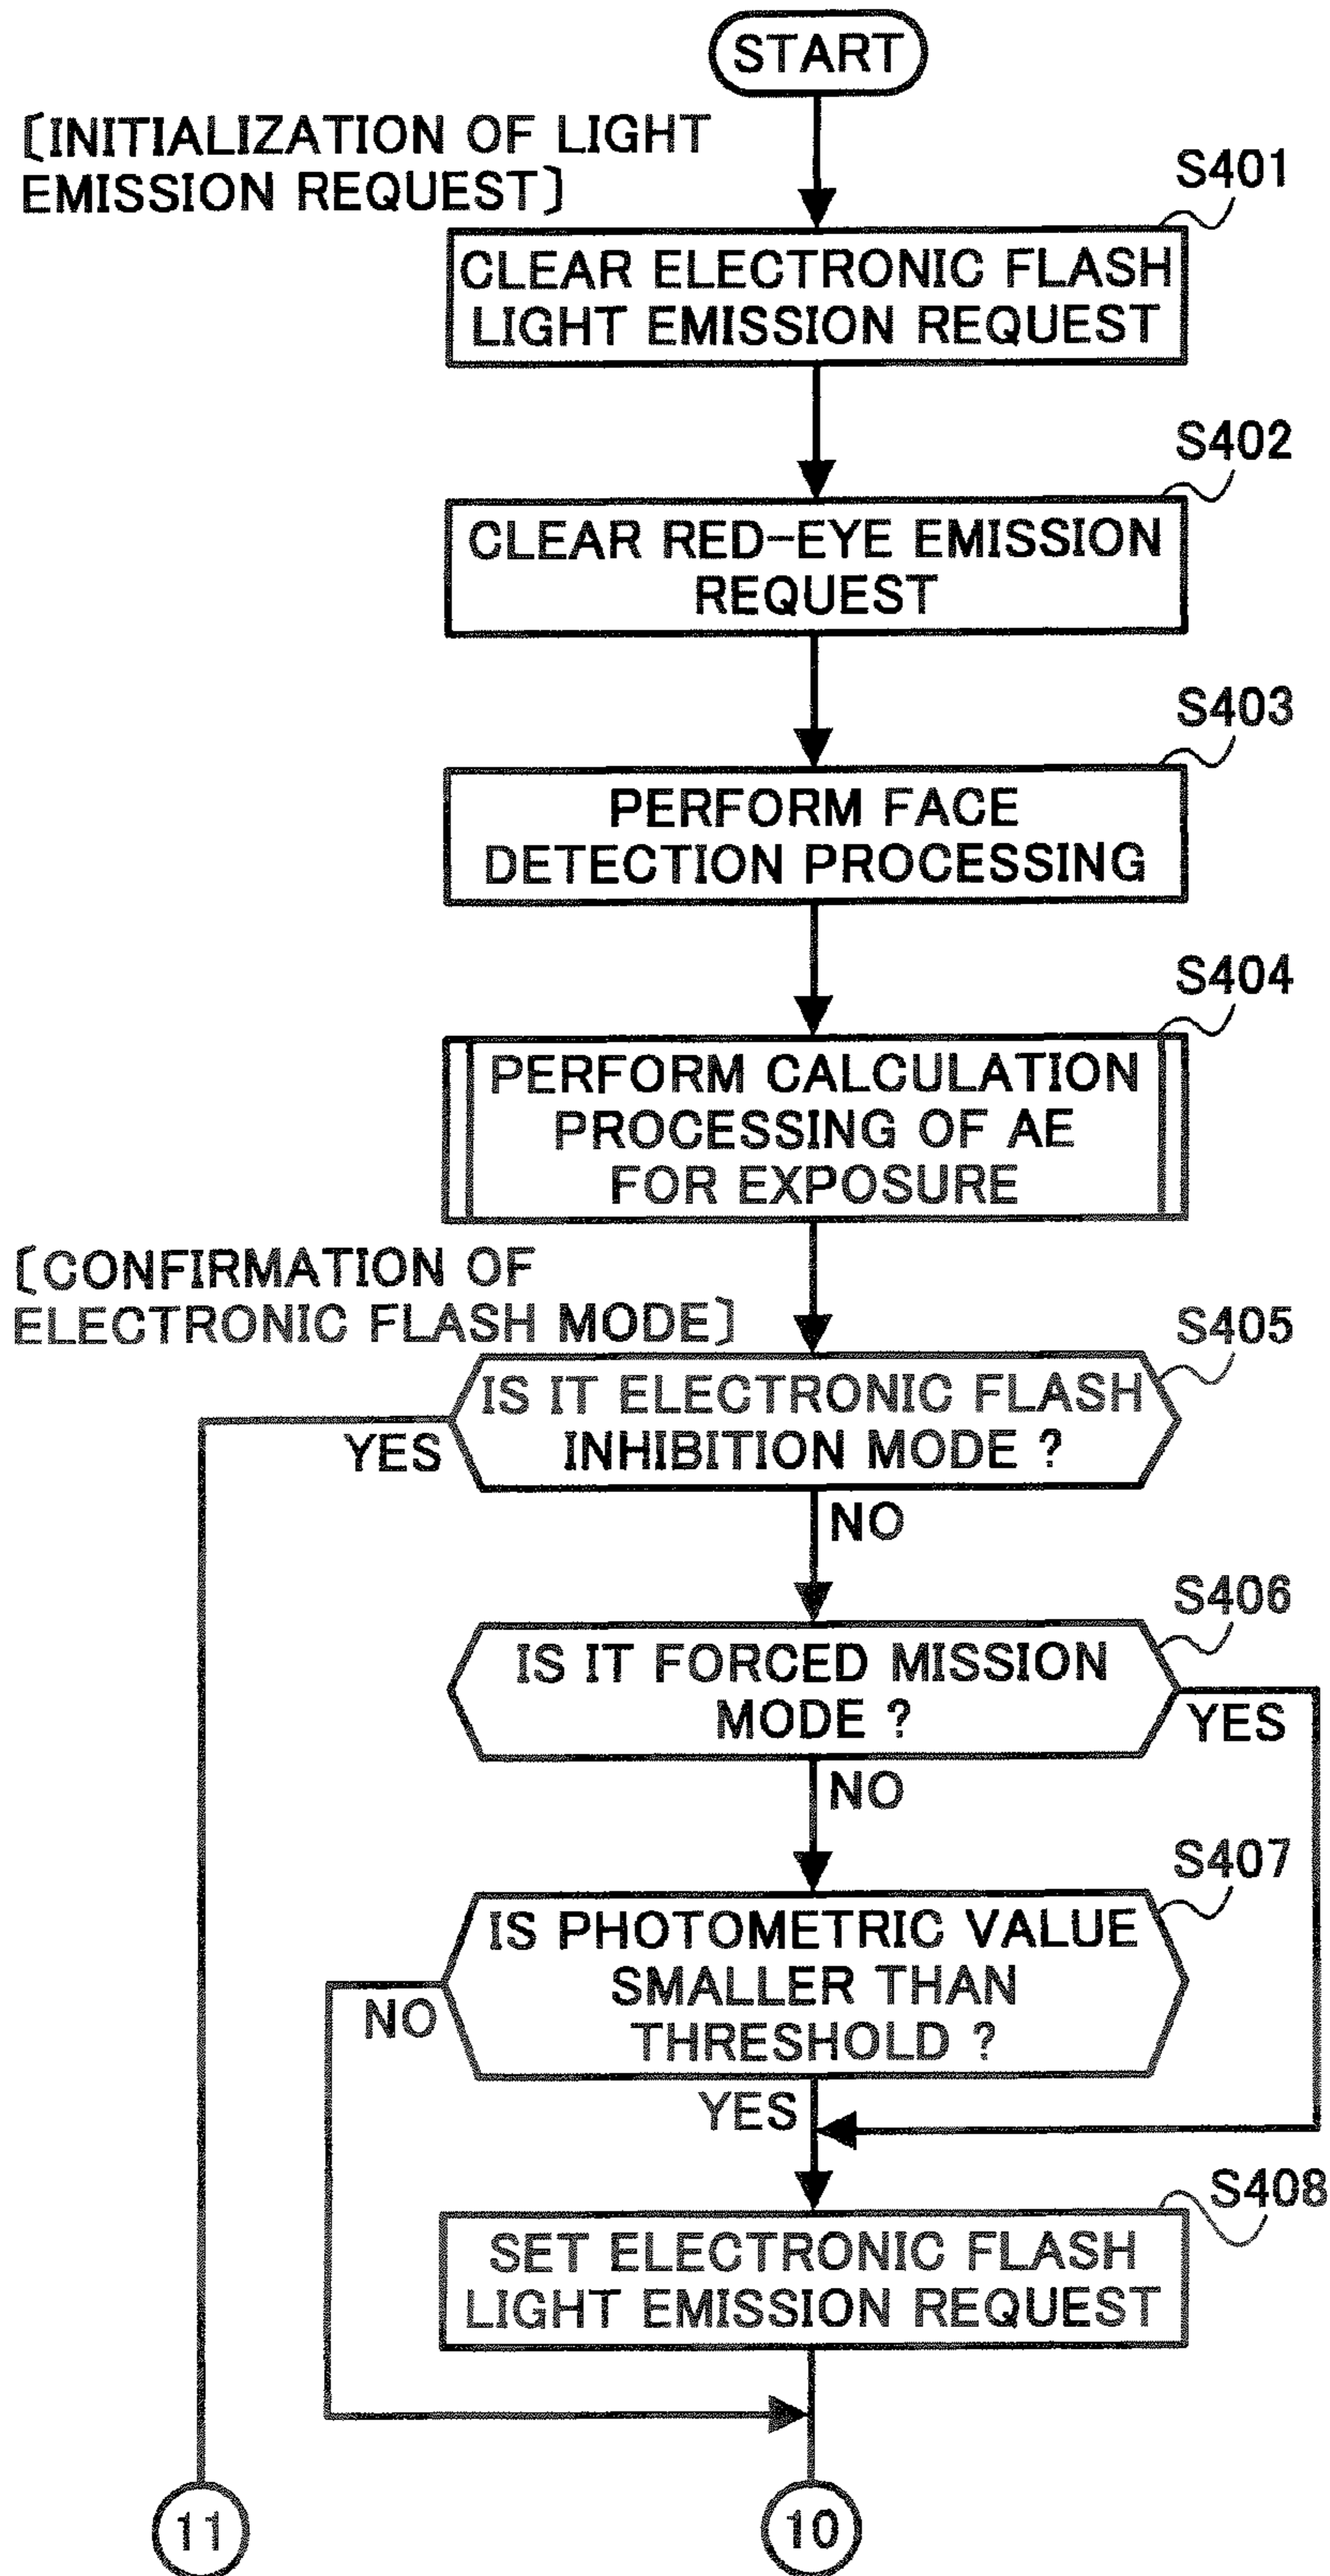 START
[INITIALIZATION OF LIGHT
EMISSION REQUEST]
S401
CLEAR ELECTRONIC FLASH
LIGHT EMISSION REQUEST
S402
CLEAR RED-EYE EMISSION
REQUEST
S403
PERFORM FACE
DETECTION PROCESSING
S404
PERFORM CALCULATION
PROCESSING OF AE
FOR EXPOSURE
[CONFIRMATION OF
ELECTRONIC FLASH MODE]
S405
IS IT ELECTRONIC FLASH
INHIBITION MODE ?
YES
NO
S406
IS IT FORCED MISSION
MODE ?
YES
NO
S407
IS PHOTOMETRIC VALUE
SMALLER THAN
THRESHOLD ?
NO
YES
S408
SET ELECTRONIC FLASH
LIGHT EMISSION REQUEST
11
10